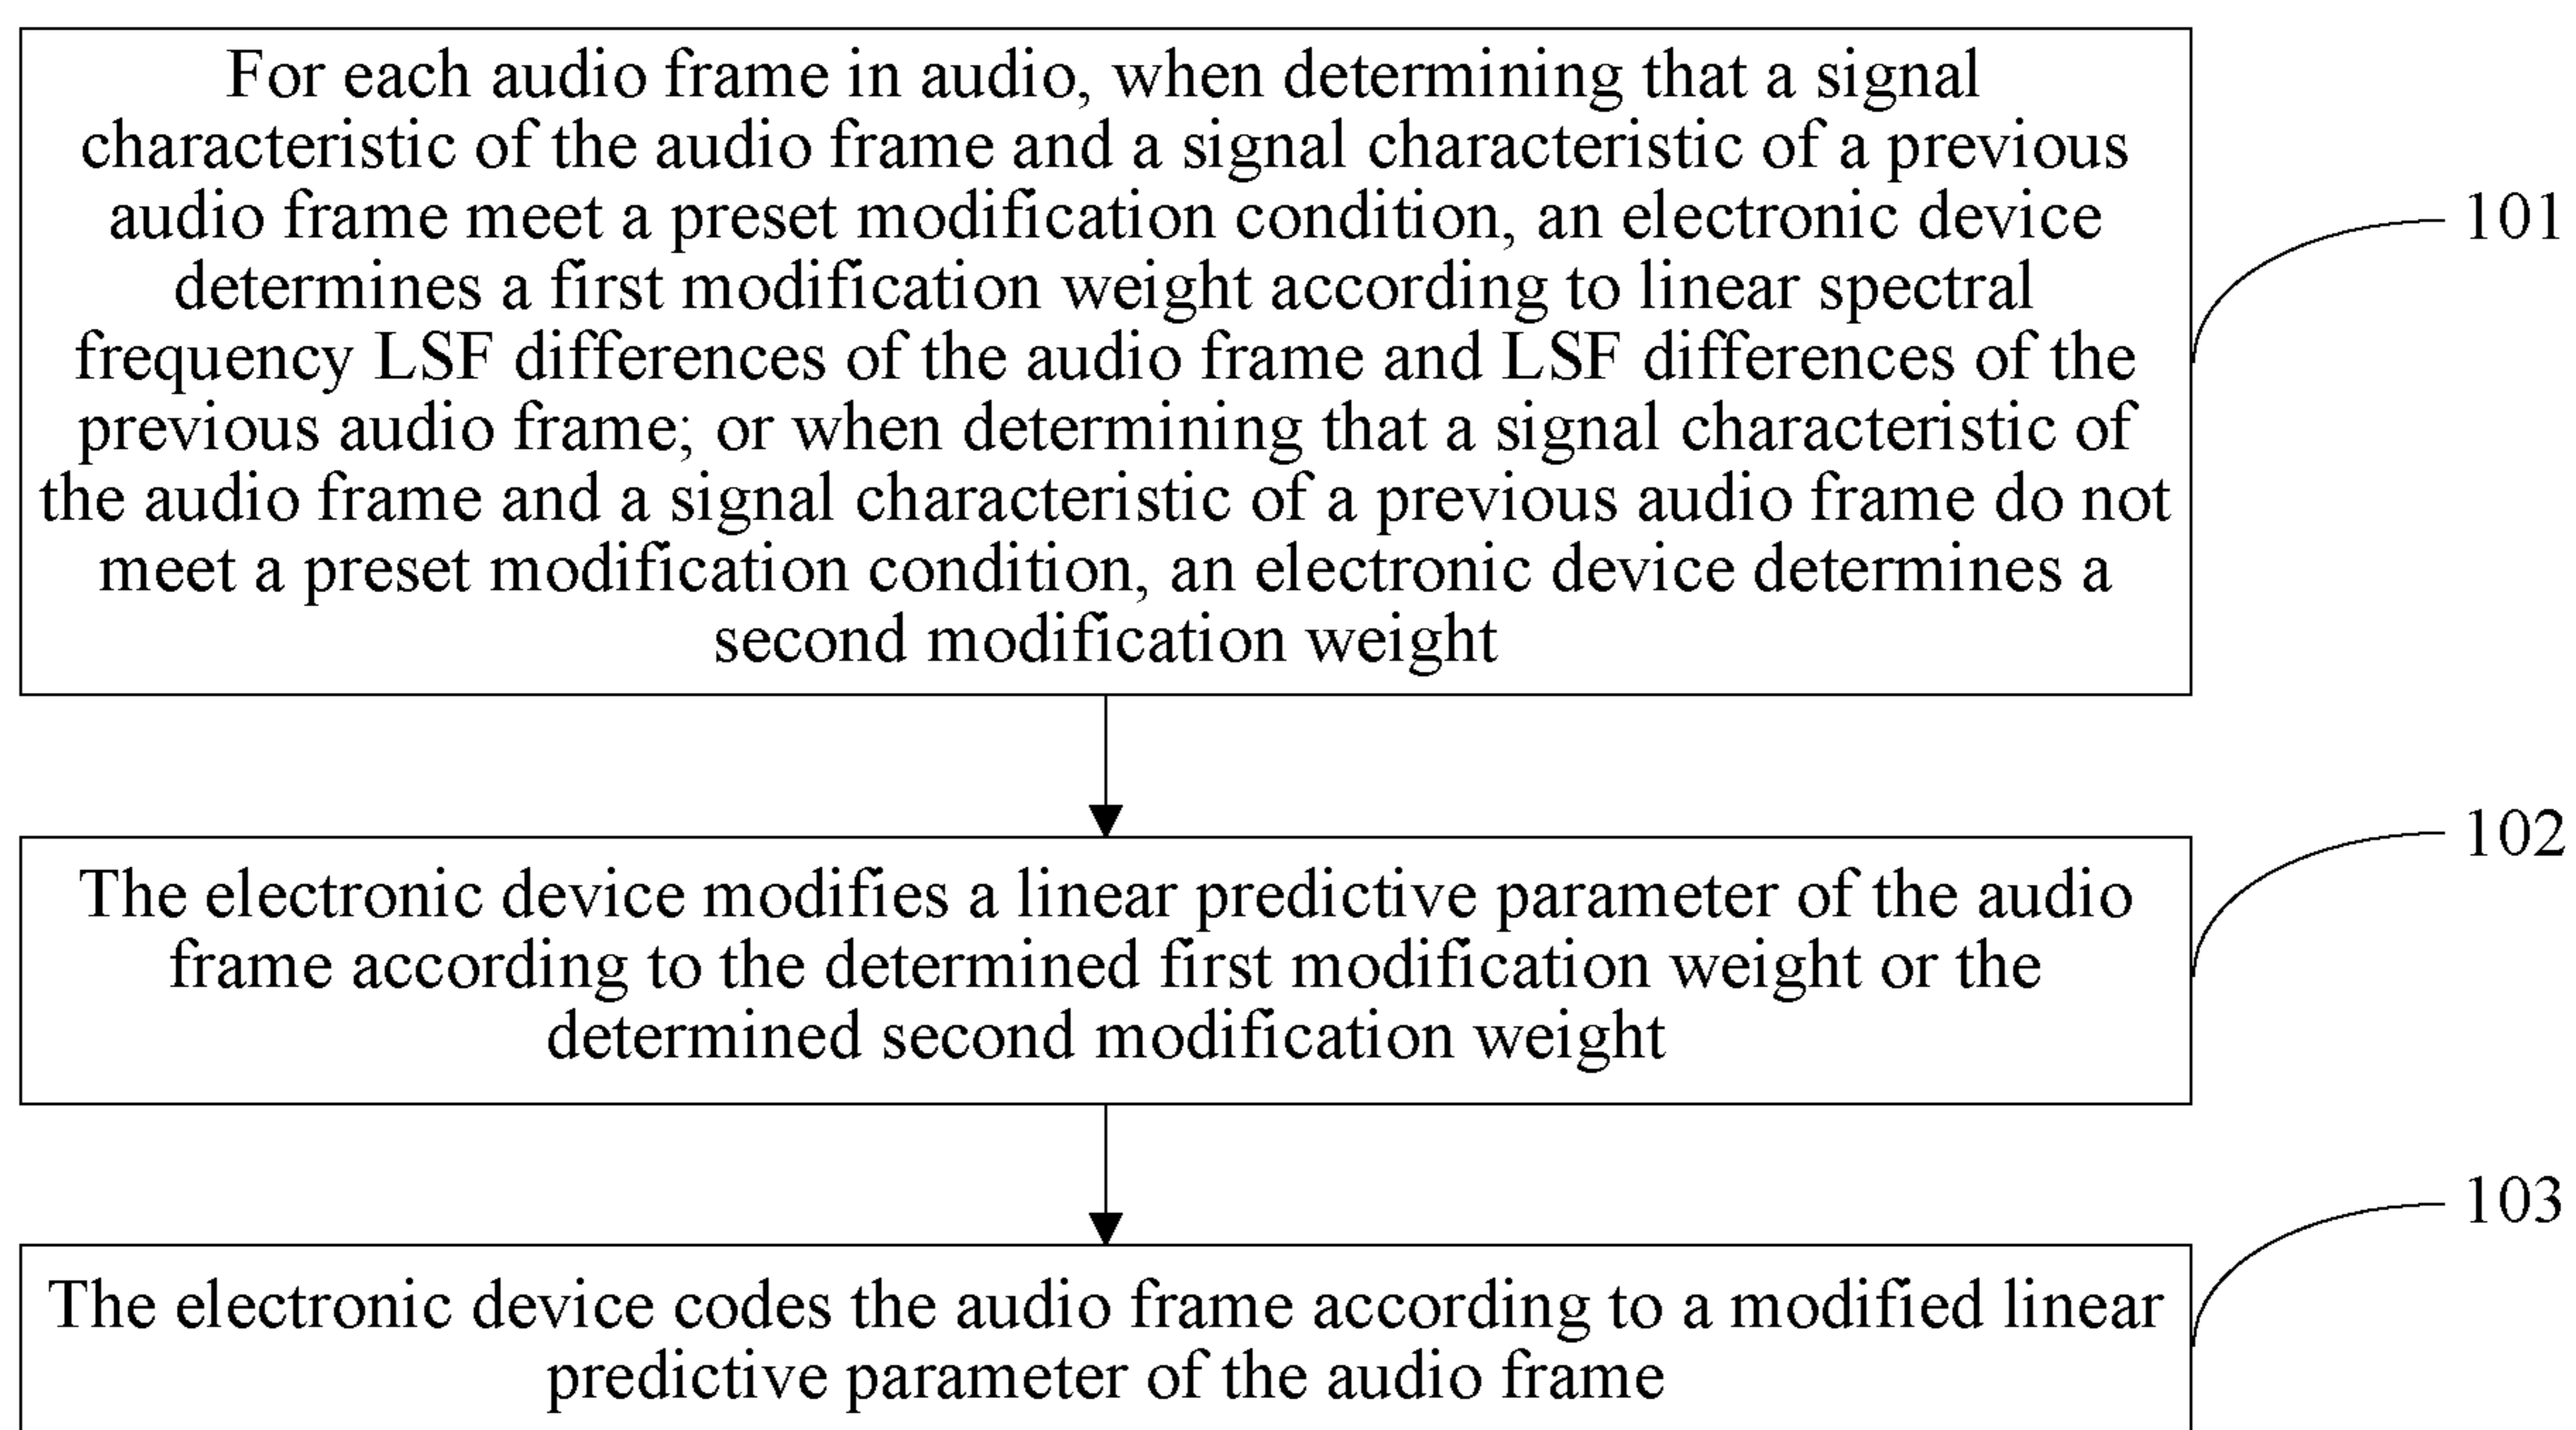 For each audio frame in audio, when determining that a signal
characteristic of the audio frame and a signal characteristic of a previous
audio frame meet a preset modification condition, an electronic device
determines a first modification weight according to linear spectral
frequency LSF differences of the audio frame and LSF differences of the
previous audio frame; or when determining that a signal characteristic of
the audio frame and a signal characteristic of a previous audio frame do not
meet a preset modification condition, an electronic device determines a
second modification weight
101
The electronic device modifies a linear predictive parameter of the audio
frame according to the determined first modification weight or the
determined second modification weight
102
The electronic device codes the audio frame according to a modified linear
predictive parameter of the audio frame
103